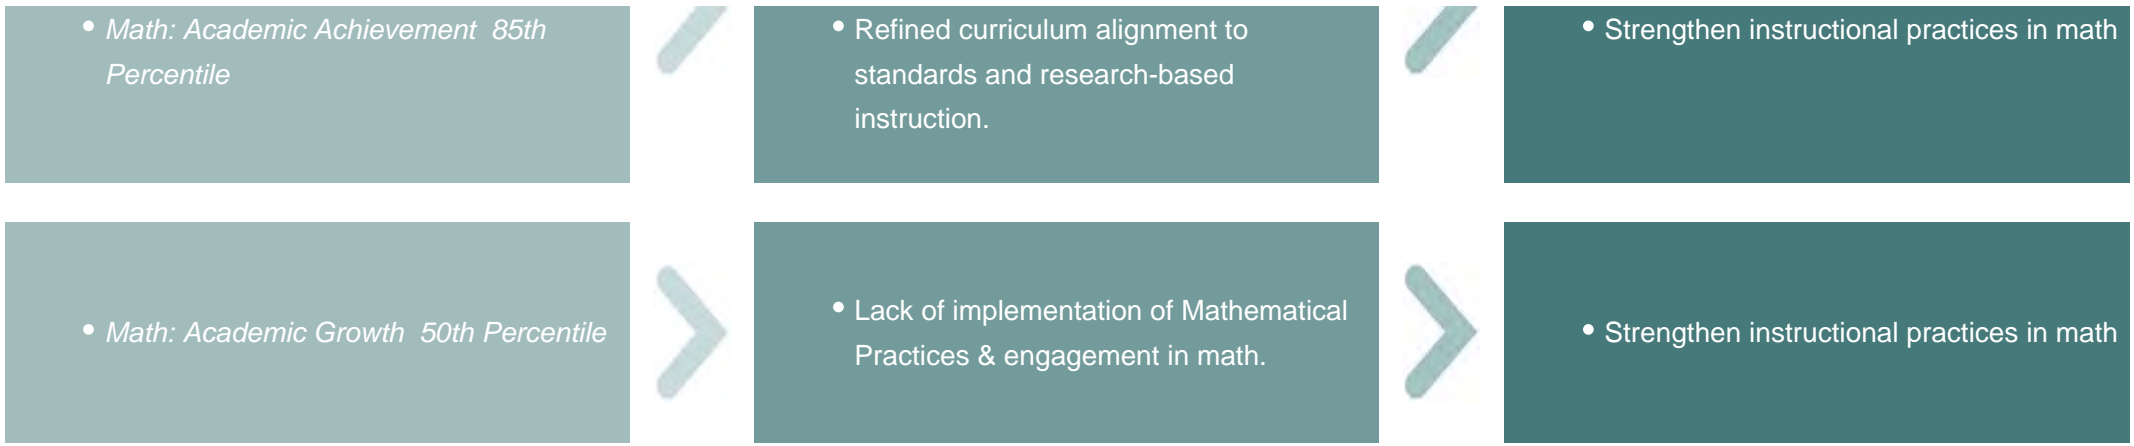 • Math: Academic Achievement 85th
Percentile
• Refined curriculum alignment to
standards and research-based
instruction.
• Strengthen instructional practices in math
• Math: Academic Growth 50th Percentile
• Lack of implementation of Mathematical
Practices & engagement in math.
• Strengthen instructional practices in math